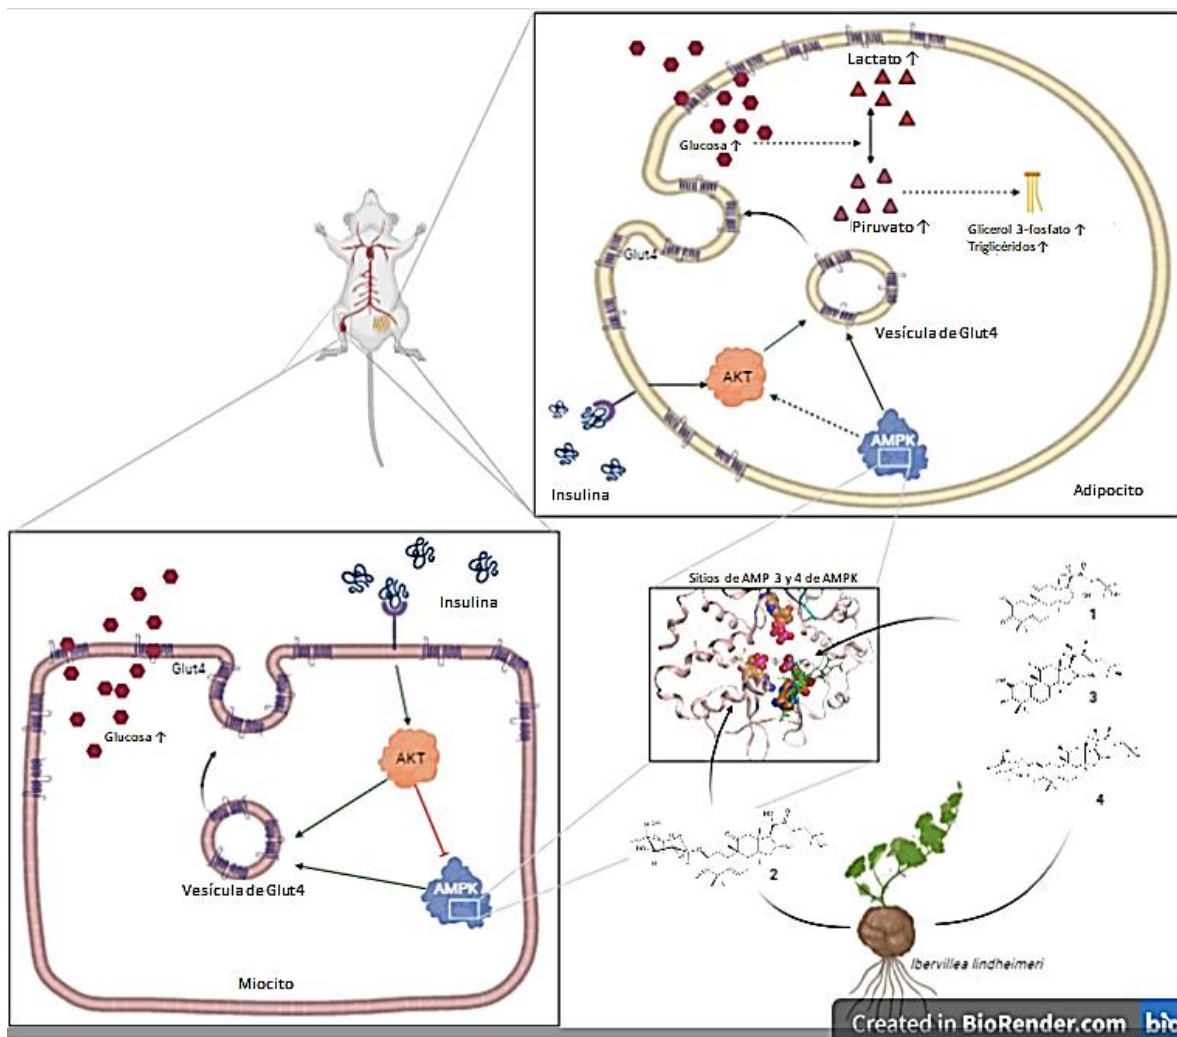 Lactato ↑
Glucosa ↑
Piruvato ↑
Glicerol 3-fosfato ↑
Triglicéridos ↑
Glut4
Vesícula de Glut4
AKT
AMPK
Insulina
Adipocito
Insulina
Glut4
Glucosa ↑
AKT
Vesícula de Glut4
AMPK
Miocito
Sitios de AMP 3 y 4 de AMPK
1
3
4
2
Ibervillea lindheimeri
Created in BioRender.com